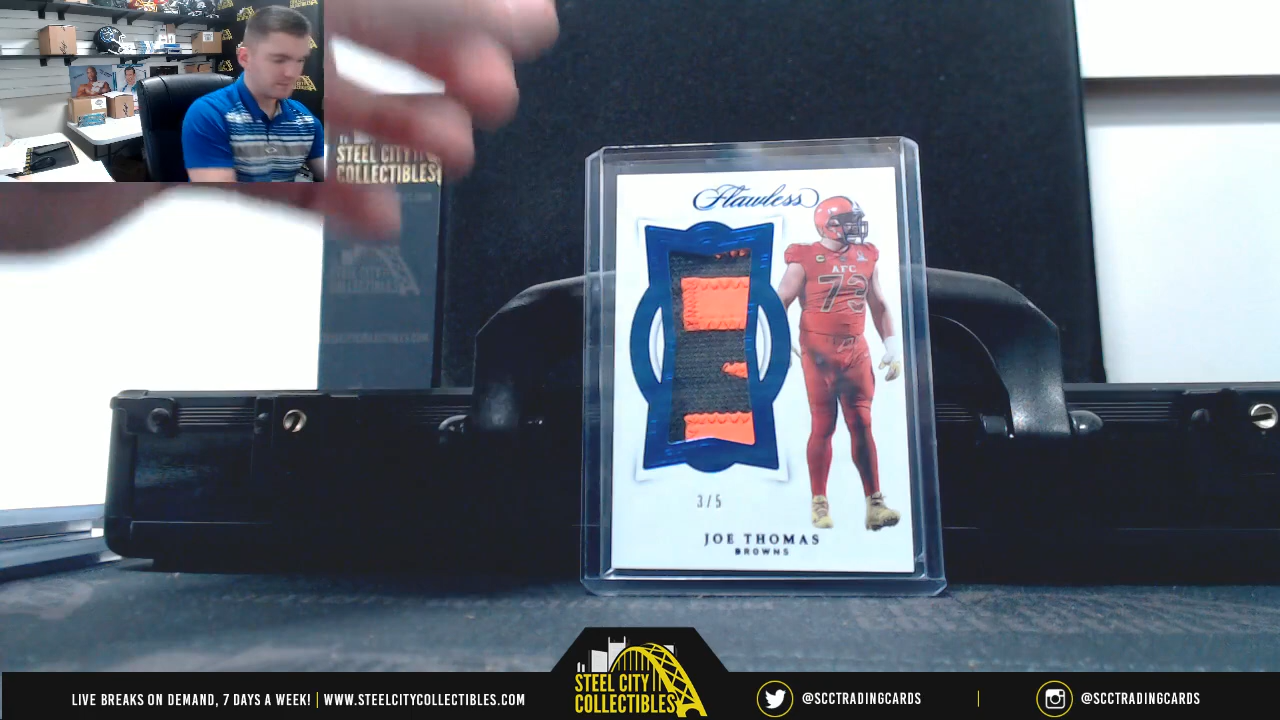 STEEL CITY
COLLECTIBLES
Flawless
AFC
73
3/5
JOE THOMAS
BROWNS
LIVE BREAKS ON DEMAND, 7 DAYS A WEEK! | WWW.STEELCITYCOLLECTIBLES.COM
STEEL CITY
COLLECTIBLES
@SCCTRADINGCARDS
@SCCTRADINGCARDS